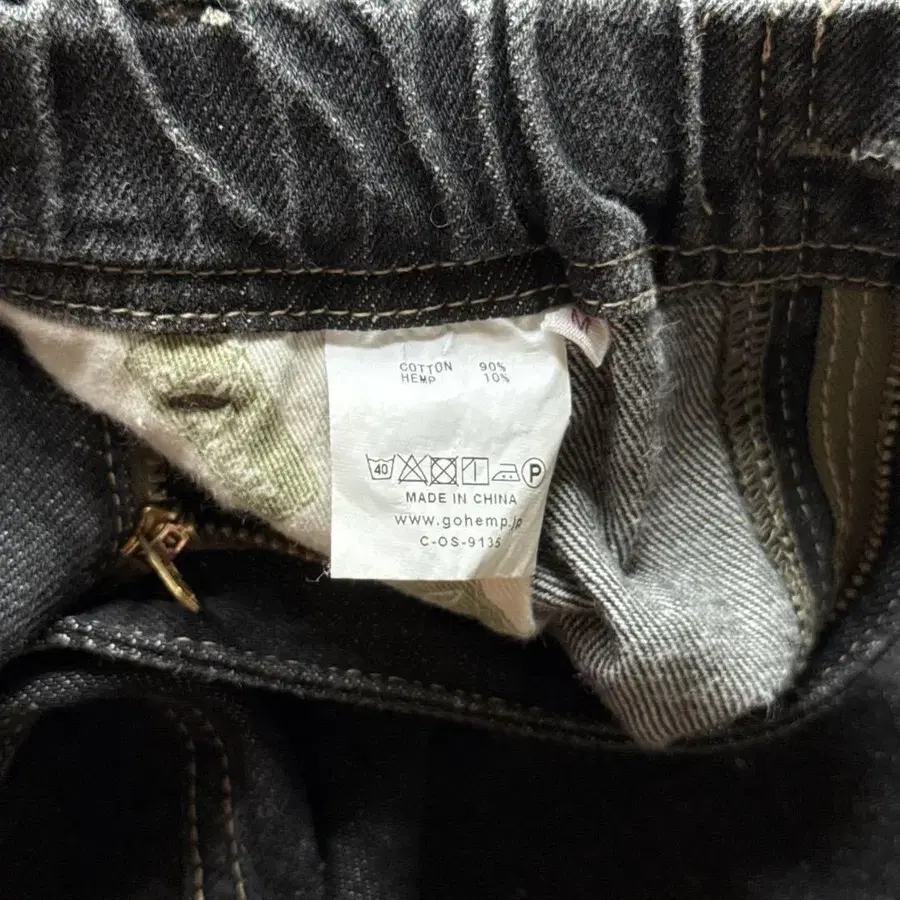 COTTON 90%
HEMP 10%
40 P
MADE IN CHINA
www.gohemp.jp
C-OS-9135